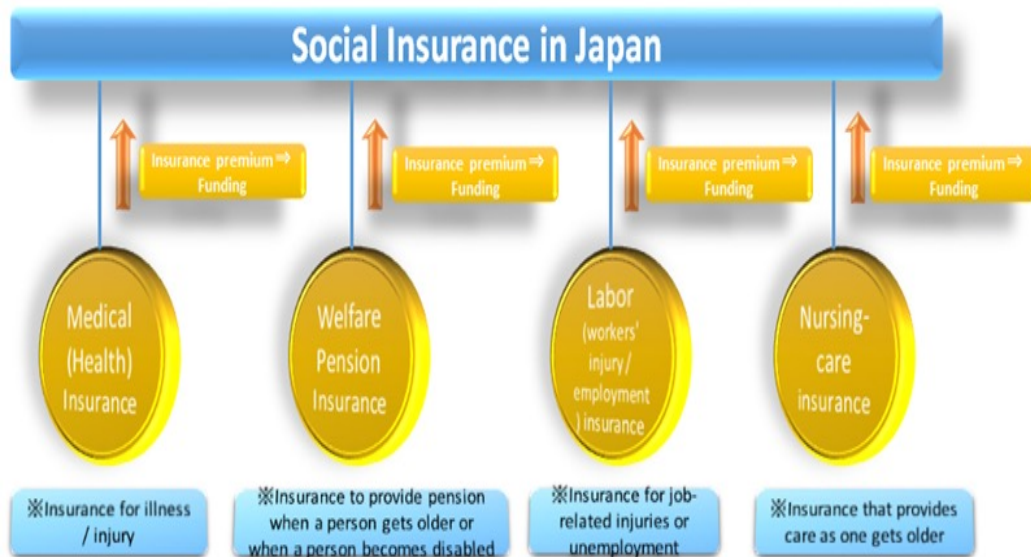 Social Insurance in Japan
Insurance premium⇒
Funding
Insurance premium⇒
Funding
Insurance premium⇒
Funding
Insurance premium⇒
Funding
Medical
(Health)
Insurance
Welfare
Pension
Insurance
Labor
(workers'
injury /
employment
) insurance
Nursing-
care
insurance
※Insurance for illness
/ injury
※Insurance to provide pension
when a person gets older or
when a person becomes disabled
※Insurance for job-
related injuries or
unemployment
※Insurance that provides
care as one gets older